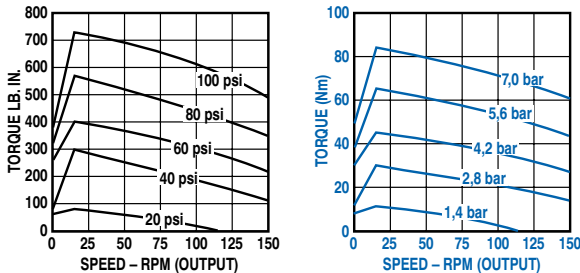 TORQUE LB. IN.
800
700
600
500
400
300
200
100
0
100 psi
80 psi
60 psi
40 psi
20 psi
0 25 50 75 100 125 150
SPEED – RPM (OUTPUT)
TORQUE (Nm)
100
80
60
40
20
0
7,0 bar
5,6 bar
4,2 bar
2,8 bar
1,4 bar
0 25 50 75 100 125 150
SPEED – RPM (OUTPUT)